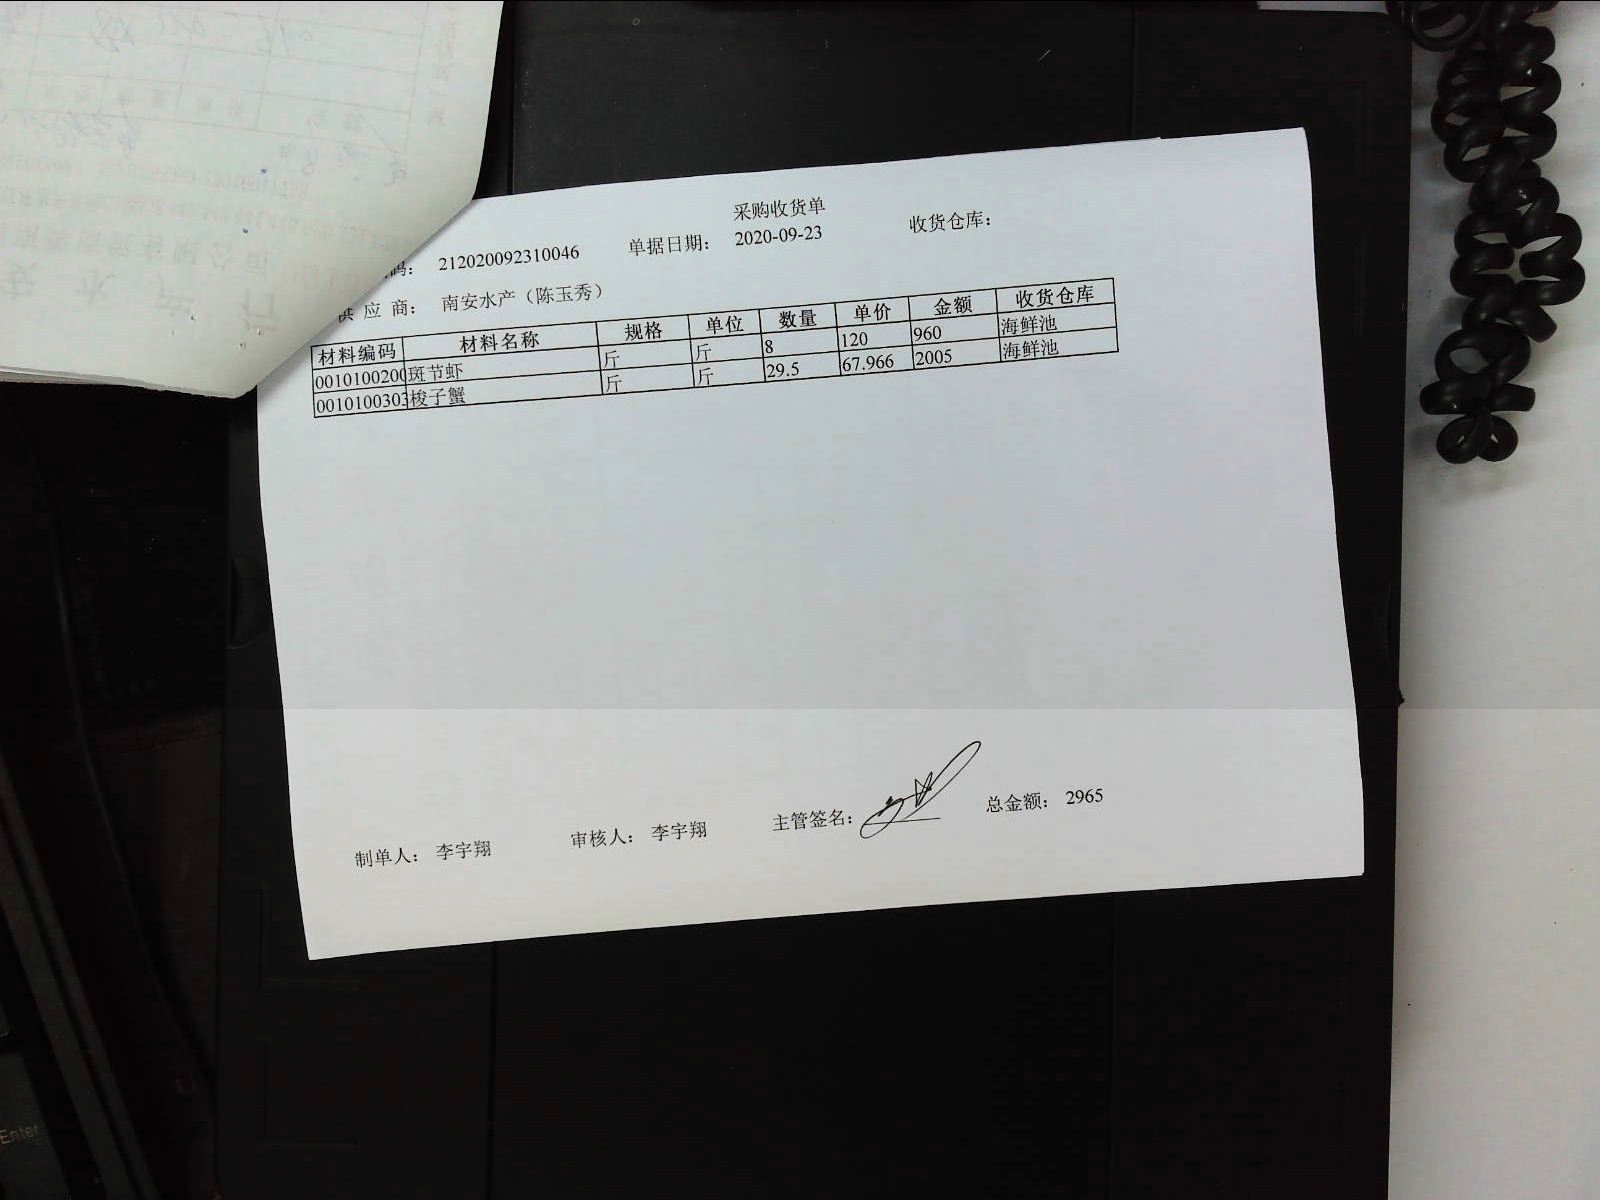 采购收货单
码： 212020092310046 单据日期： 2020-09-23 收货仓库：
供 应 商： 南安水产（陈玉秀）
材料编码 材料名称 规格 单位 数量 单价 金额 收货仓库
0010100200 斑节虾 斤 斤 8 120 960 海鲜池
001010030 梭子蟹 斤 斤 29.5 67.966 2005 海鲜池
制单人： 李宇翔 审核人： 李宇翔 主管签名： 总金额： 2965
Enter